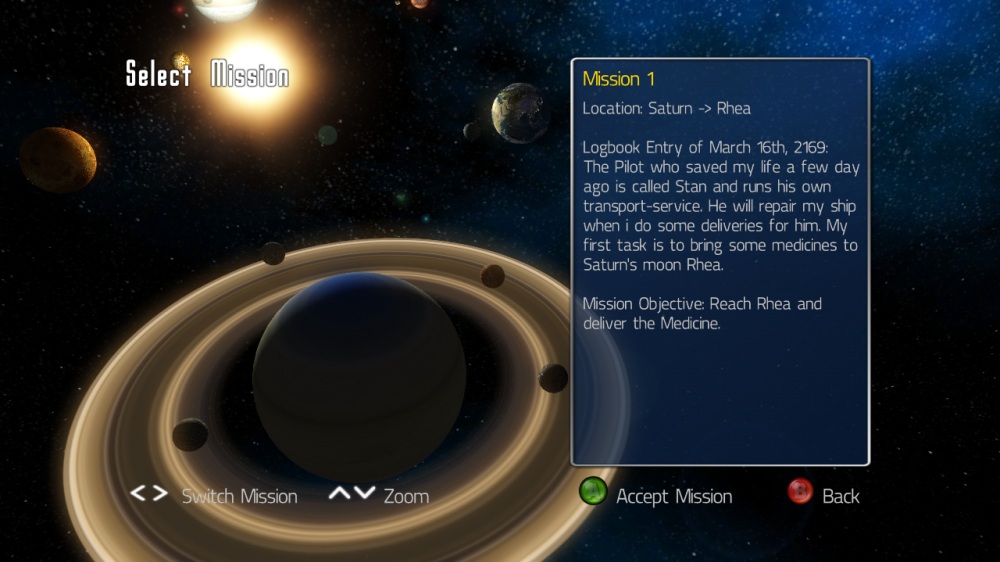 Select Mission
Mission 1
Location: Saturn -> Rhea
Logbook Entry of March 16th, 2169:
The Pilot who saved my life a few day
ago is called Stan and runs his own
transport-service. He will repair my ship
when i do some deliveries for him. My
first task is to bring some medicines to
Saturn's moon Rhea.
Mission Objective: Reach Rhea and
deliver the Medicine.
Switch Mission
Zoom
A Accept Mission
B Back